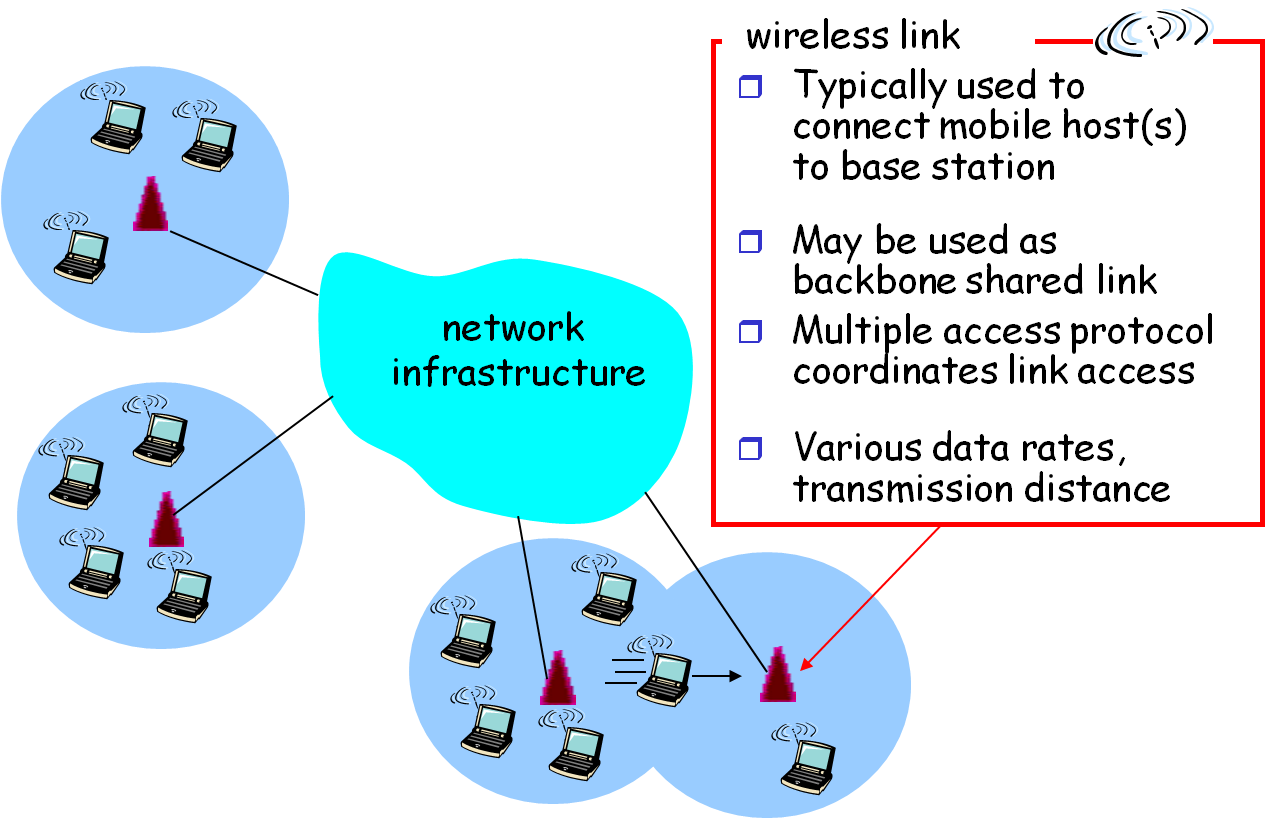 wireless link
Typically used to
connect mobile host(s)
to base station
May be used as
backbone shared link
Multiple access protocol
coordinates link access
Various data rates,
transmission distance
network
infrastructure